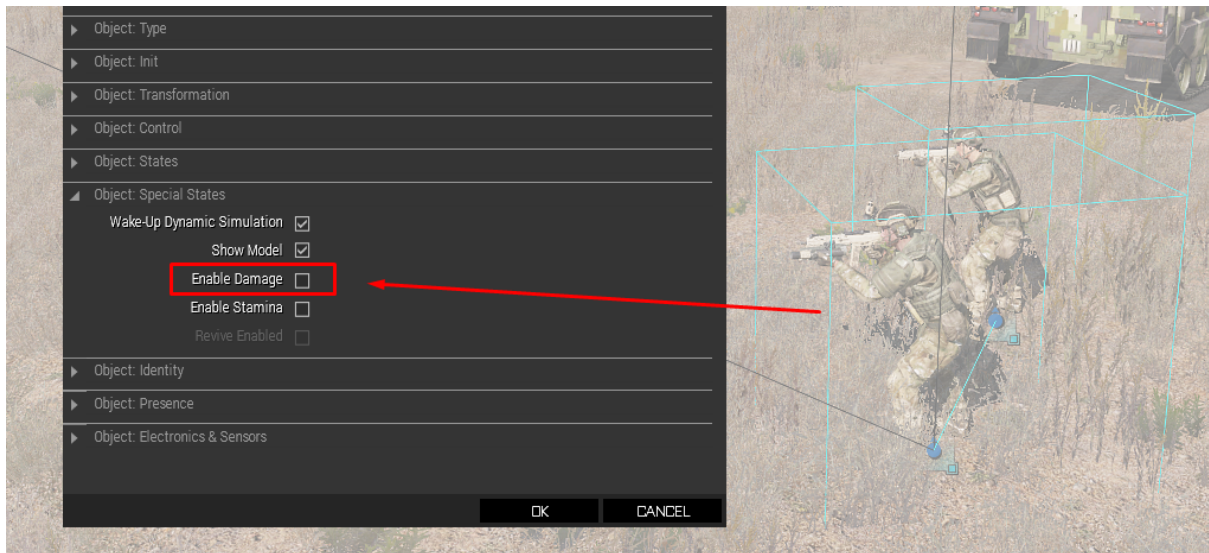 Object: Type
Object: Init
Object: Transformation
Object: Control
Object: States
Object: Special States
Wake-Up Dynamic Simulation
Show Model
Enable Damage
Enable Stamina
Revive Enabled
Object: Identity
Object: Presence
Object: Electronics & Sensors
OK CANCEL